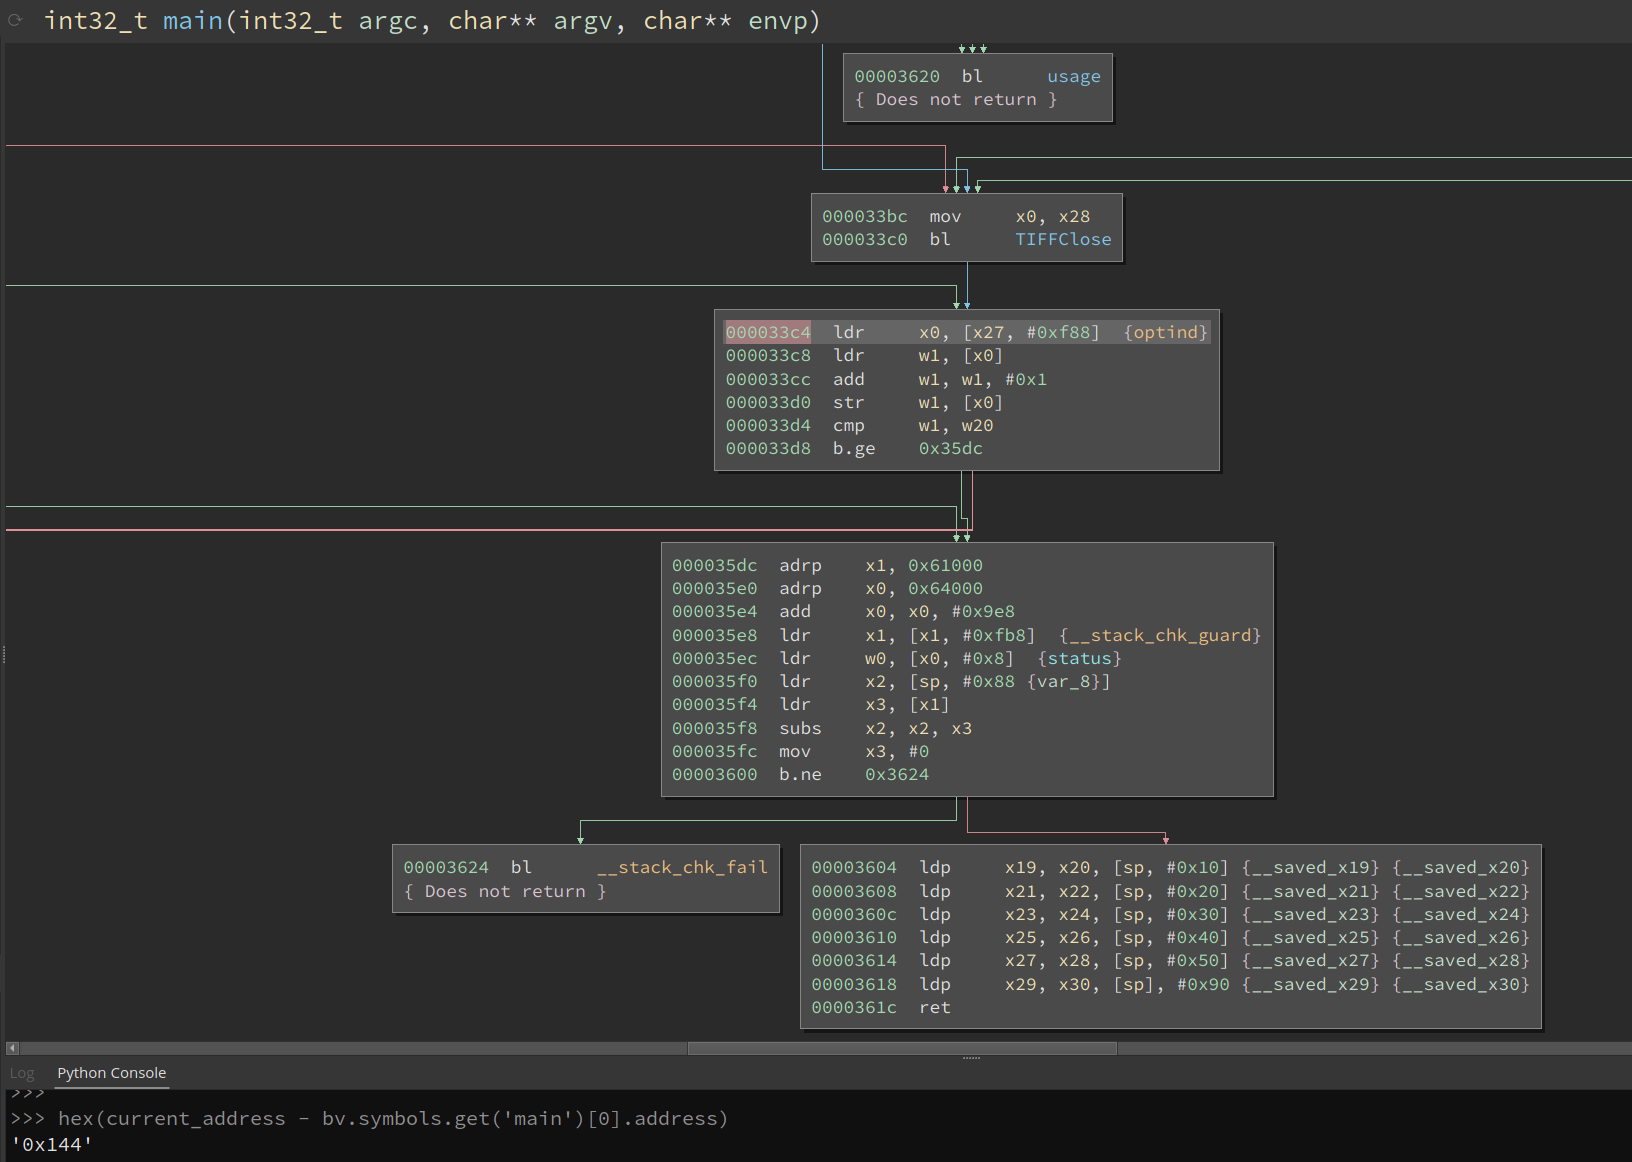 int32_t main(int32_t argc, char** argv, char** envp)
00003620  bl      usage
{ Does not return }
000033bc  mov     x0, x28
000033c0  bl      TIFFClose
000033c4  ldr     x0, [x27, #0xf88]  {optind}
000033c8  ldr     w1, [x0]
000033cc  add     w1, w1, #0x1
000033d0  str     w1, [x0]
000033d4  cmp     w1, w20
000033d8  b.ge    0x35dc
000035dc  adrp    x1, 0x61000
000035e0  adrp    x0, 0x64000
000035e4  add     x0, x0, #0x9e8
000035e8  ldr     x1, [x1, #0xfb8]  {__stack_chk_guard}
000035ec  ldr     w0, [x0, #0x8]  {status}
000035f0  ldr     x2, [sp, #0x88 {var_8}]
000035f4  ldr     x3, [x1]
000035f8  subs    x2, x2, x3
000035fc  mov     x3, #0
00003600  b.ne    0x3624
00003624  bl      __stack_chk_fail
{ Does not return }
00003604  ldp     x19, x20, [sp, #0x10] {__saved_x19} {__saved_x20}
00003608  ldp     x21, x22, [sp, #0x20] {__saved_x21} {__saved_x22}
0000360c  ldp     x23, x24, [sp, #0x30] {__saved_x23} {__saved_x24}
00003610  ldp     x25, x26, [sp, #0x40] {__saved_x25} {__saved_x26}
00003614  ldp     x27, x28, [sp, #0x50] {__saved_x27} {__saved_x28}
00003618  ldp     x29, x30, [sp], #0x90 {__saved_x29} {__saved_x30}
0000361c  ret
Log  Python Console
>>>
>>> hex(current_address - bv.symbols.get('main')[0].address)
'0x144'